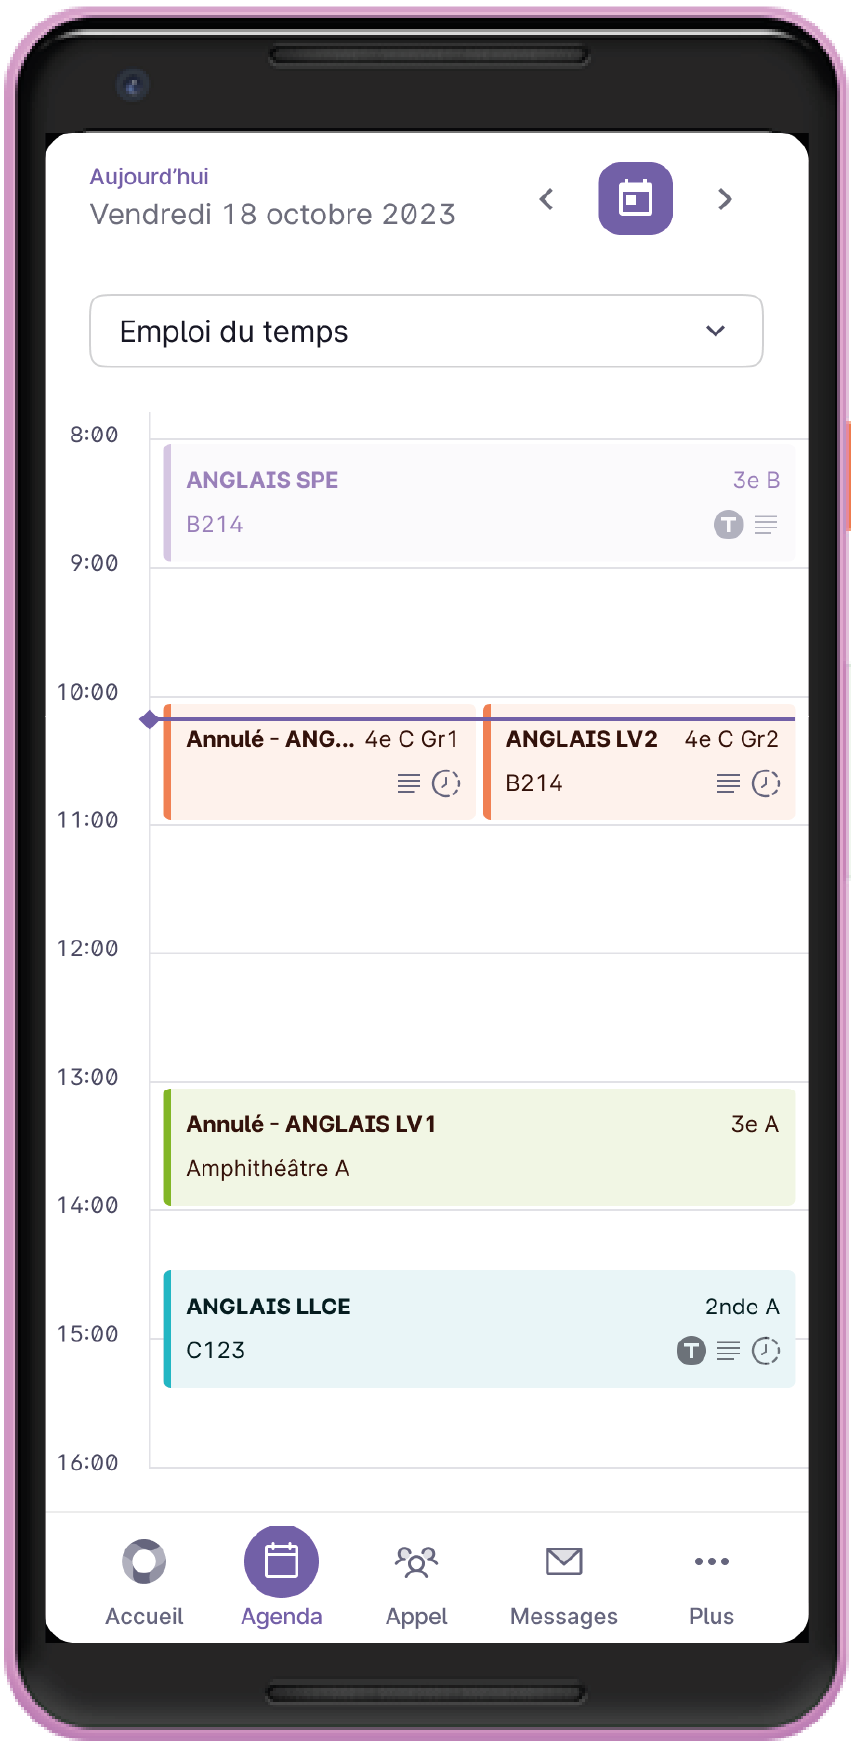 Aujourd'hui
Vendredi 18 octobre 2023
Emploi du temps
8:00
ANGLAIS SPE 3e B
B214 T
9:00
10:00
Annulé - ANG... 4e C Gr1
ANGLAIS LV2 4e C Gr2
B214
11:00
12:00
13:00
Annulé - ANGLAIS LV1 3e A
Amphithéâtre A
14:00
ANGLAIS LLCE 2ndc A
15:00
C123 T
16:00
Accueil Agenda Appel Messages Plus